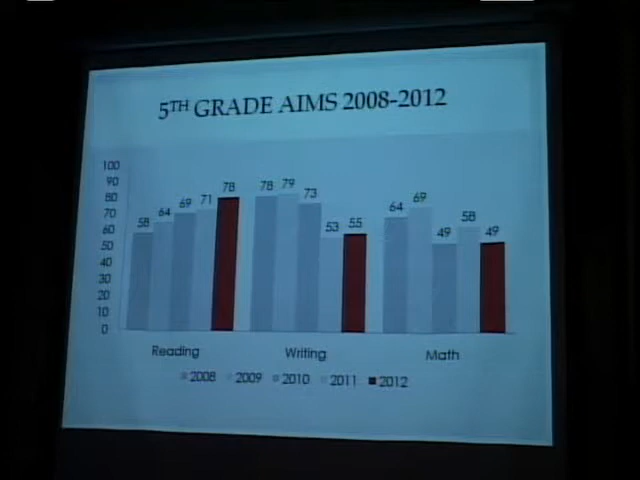 5TH GRADE AIMS 2008-2012
100
90
80
70
60
50
40
30
20
10
0
58 64 69 71 78
78 79 73 53 55
64 69 49 58 49
Reading Writing Math
2008 2009 2010 2011 2012